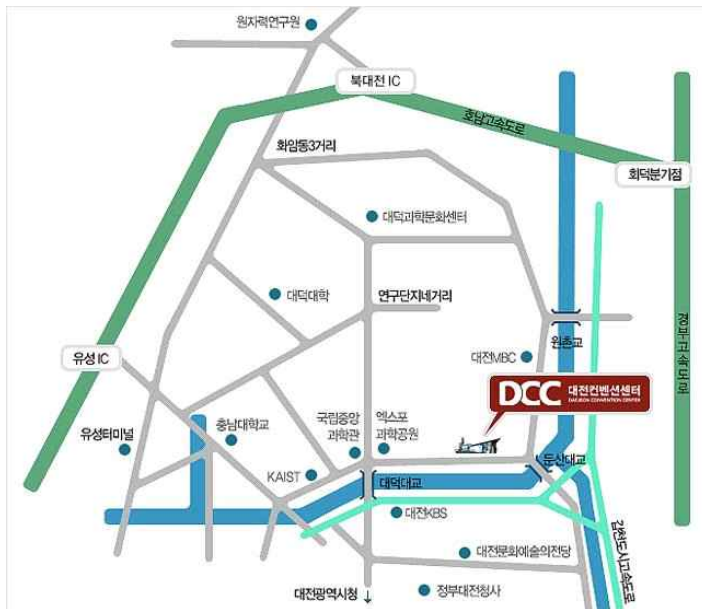 원자력연구원
북대전 IC
호남고속도로
화암동3거리
회덕분기점
대덕과학문화센터
대덕대학
연구단지네거리
경부고속도로
원촌교
유성 IC
대전MBC
DCC 대전컨벤션센터
DAEJEON CONVENTION CENTER
유성터미널
충남대학교
국립중앙
과학관
엑스포
과학공원
KAIST
대덕대교
둔산대교
대전KBS
갑천도시고속도로
대전문화예술의전당
대전광역시청
정부대전청사